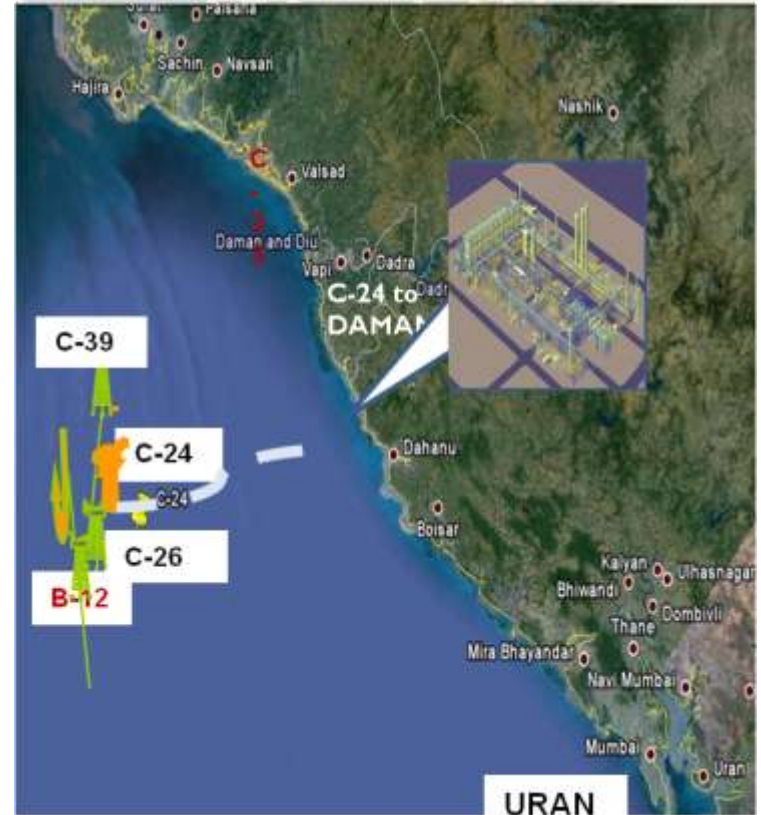 Palsana
Sachin
Navsari
Hajira
Nashik
C
-
Valsad
Daman and Diu
Vapi
Dadra
C-24 to
DAMAN
Dadr
C-39
C-24
C-24
Dahanu
Boisar
C-26
B-12
Kalyan
Ulhasnagar
Bhiwandi
Dombivli
Thane
Mira Bhayandar
Navi Mumbai
Mumbai
Uran
URAN